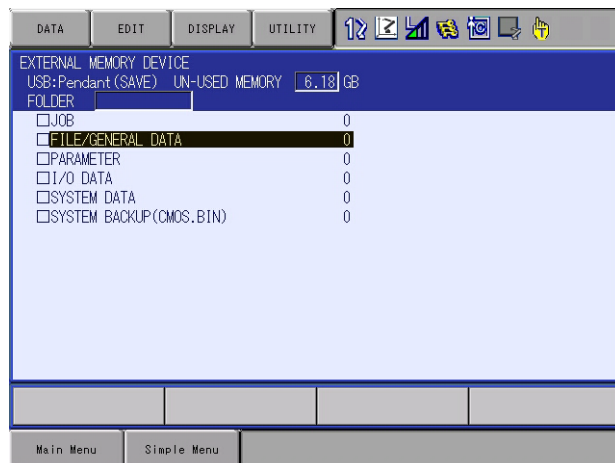 DATA EDIT DISPLAY UTILITY
EXTERNAL MEMORY DEVICE
USB:Pendant(SAVE) UN-USED MEMORY 6.18 GB
FOLDER
JOB 0
FILE/GENERAL DATA 0
PARAMETER 0
I/O DATA 0
SYSTEM DATA 0
SYSTEM BACKUP(CMOS.BIN) 0
Main Menu Simple Menu